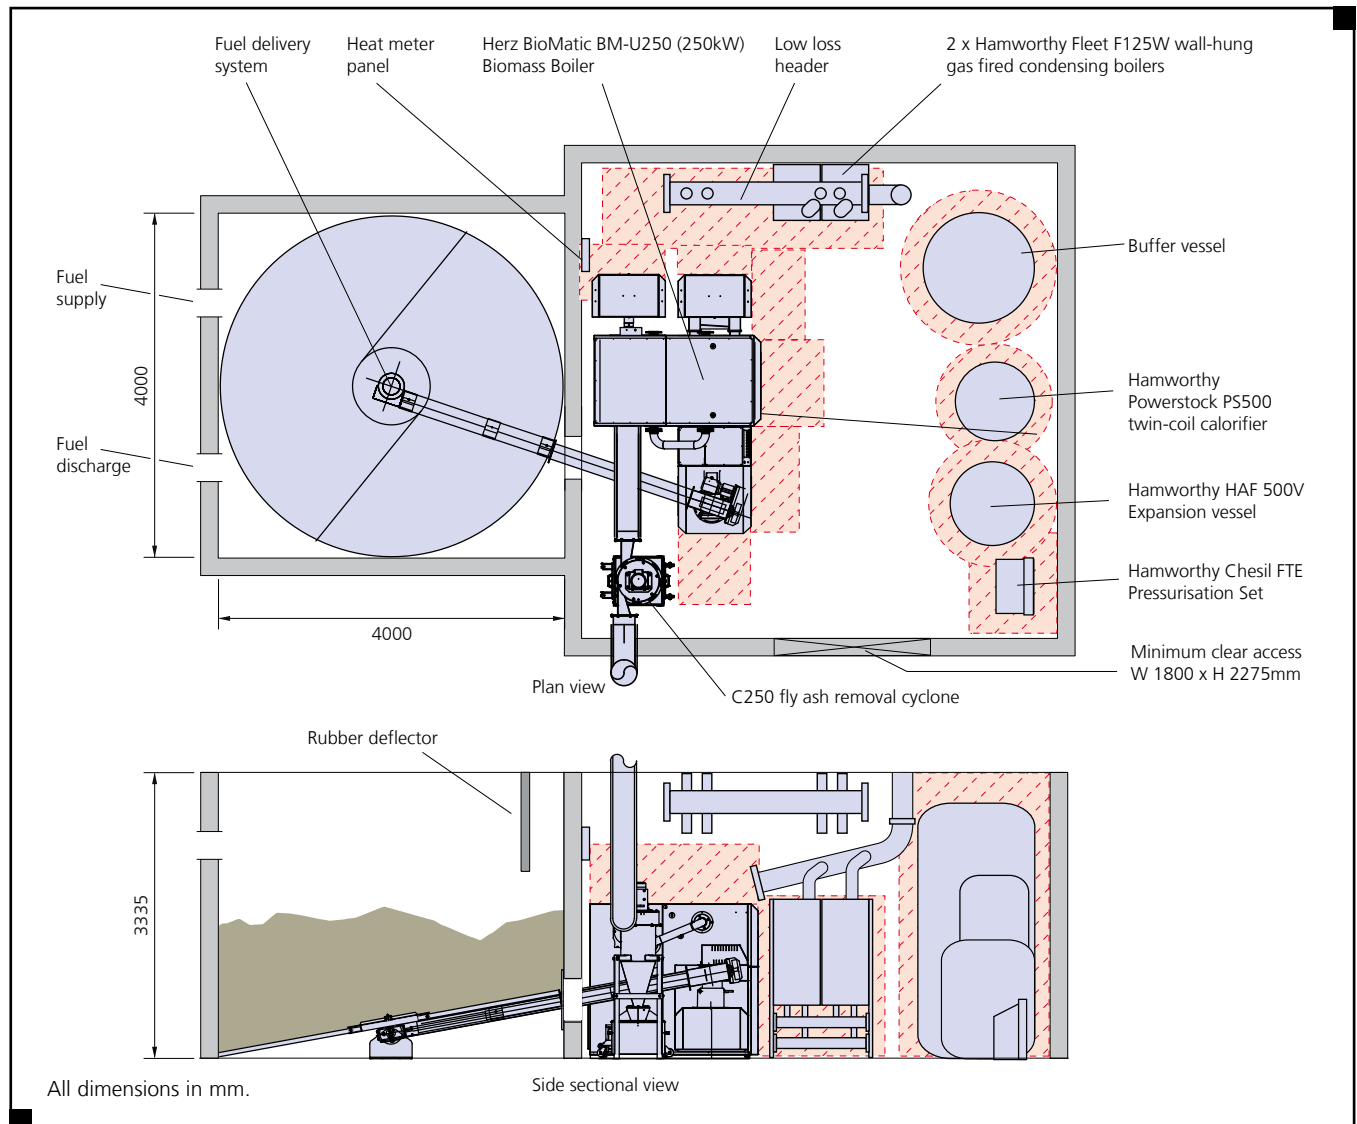 Fuel delivery
system
Heat meter
panel
Herz BioMatic BM-U250 (250kW)
Biomass Boiler
Low loss
header
2 x Hamworthy Fleet F125W wall-hung
gas fired condensing boilers
Fuel
supply
4000
Fuel
discharge
4000
Buffer vessel
Hamworthy
Powerstock PS500
twin-coil calorifier
Hamworthy HAF 500V
Expansion vessel
Hamworthy Chesil FTE
Pressurisation Set
Minimum clear access
W 1800 x H 2275mm
Plan view
C250 fly ash removal cyclone
Rubber deflector
3335
All dimensions in mm.
Side sectional view